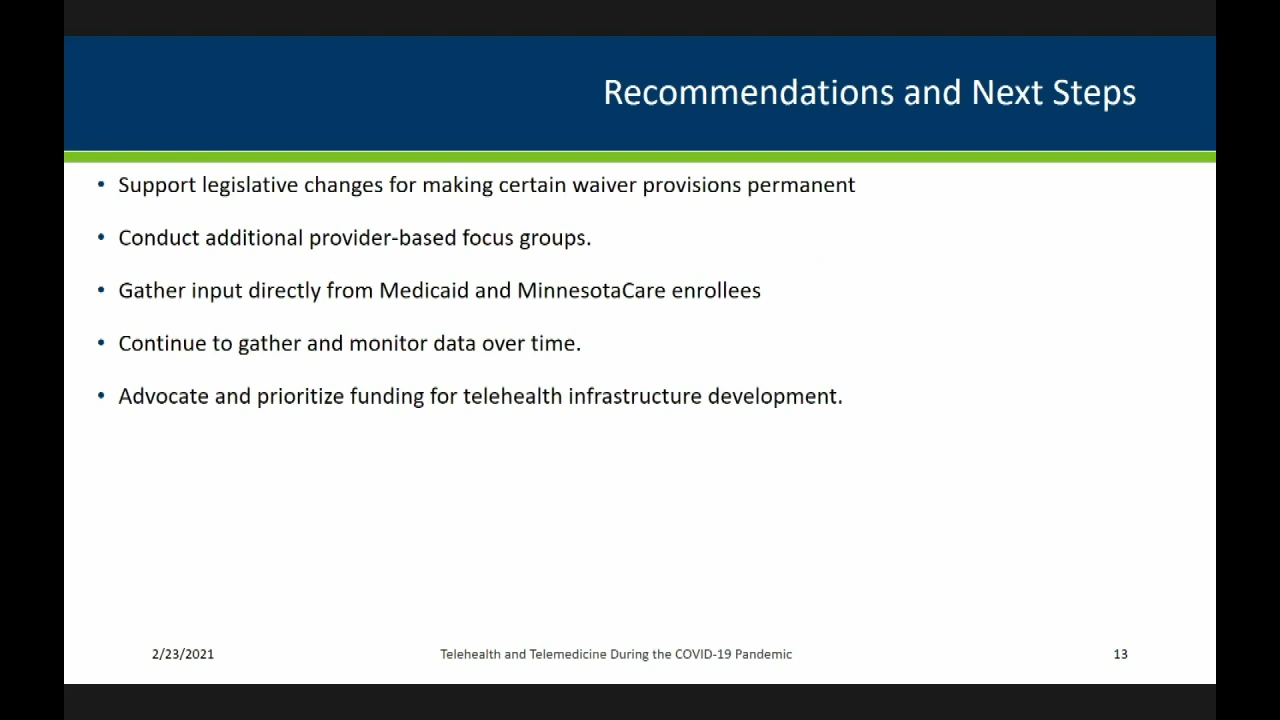 Recommendations and Next Steps
• Support legislative changes for making certain waiver provisions permanent
• Conduct additional provider-based focus groups.
• Gather input directly from Medicaid and MinnesotaCare enrollees
• Continue to gather and monitor data over time.
• Advocate and prioritize funding for telehealth infrastructure development.
2/23/2021
Telehealth and Telemedicine During the COVID-19 Pandemic
13